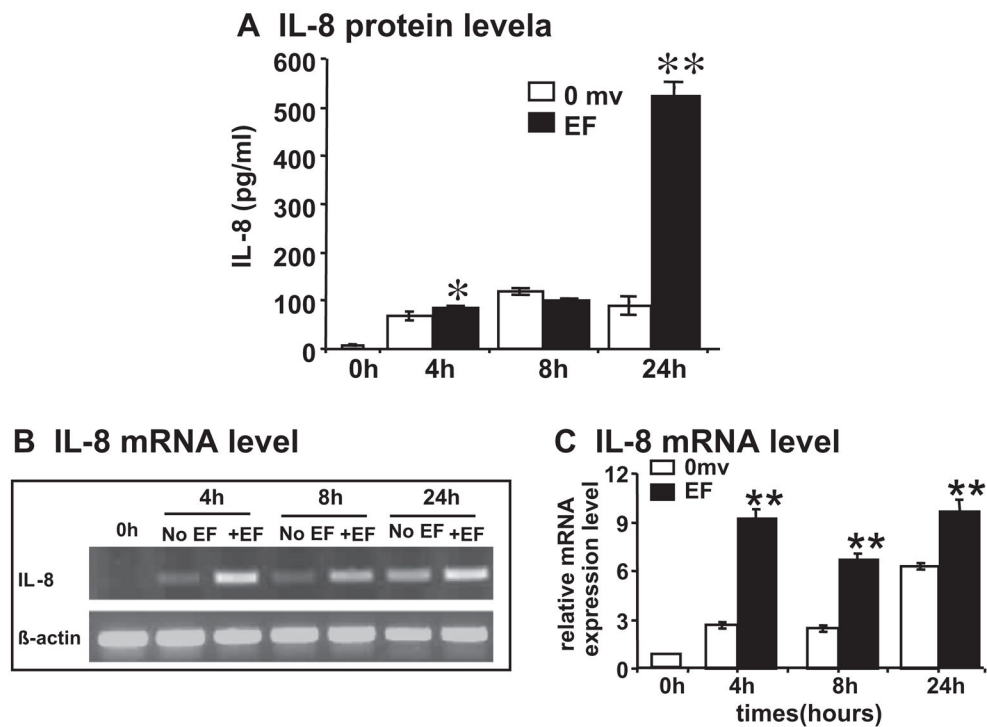 A IL-8 protein levela
600
500
400
300
200
100
0
IL-8 (pg/ml)
0 mv
EF
*
**
0h 4h 8h 24h
B IL-8 mRNA level
4h 8h 24h
0h No EF +EF No EF +EF No EF +EF
IL-8
ß-actin
C IL-8 mRNA level
12
9
6
3
0
relative mRNA
expression level
0mv
EF
**
**
**
0h 4h 8h 24h
times(hours)